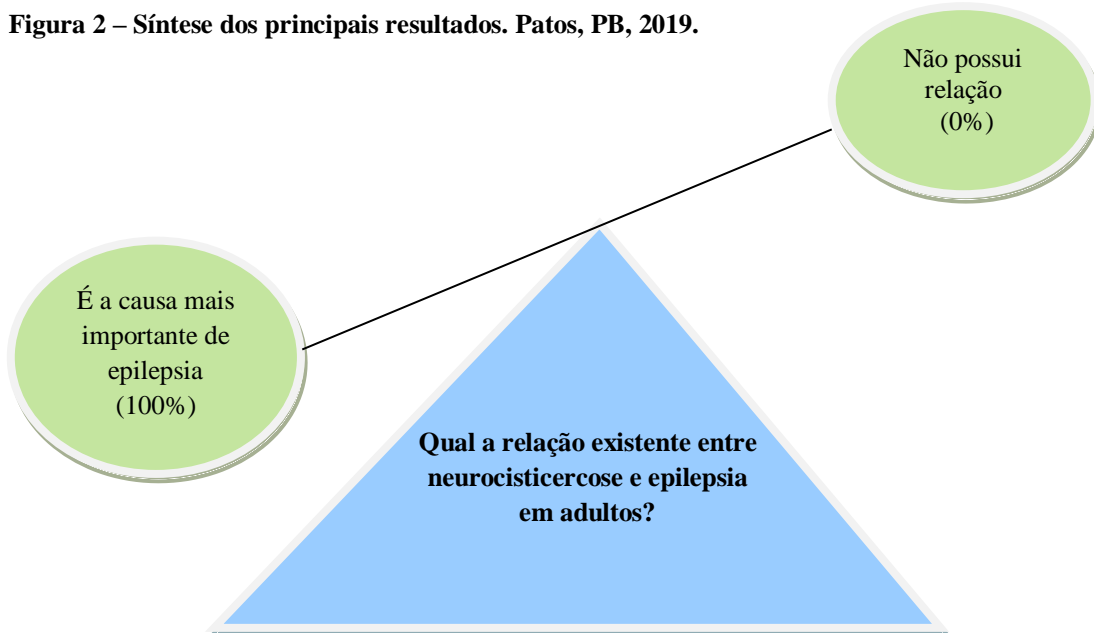 Figura 2 – Síntese dos principais resultados. Patos, PB, 2019.
Não possui
relação
(0%)
É a causa mais
importante de
epilepsia
(100%)
Qual a relação existente entre
neurocisticercose e epilepsia
em adultos?